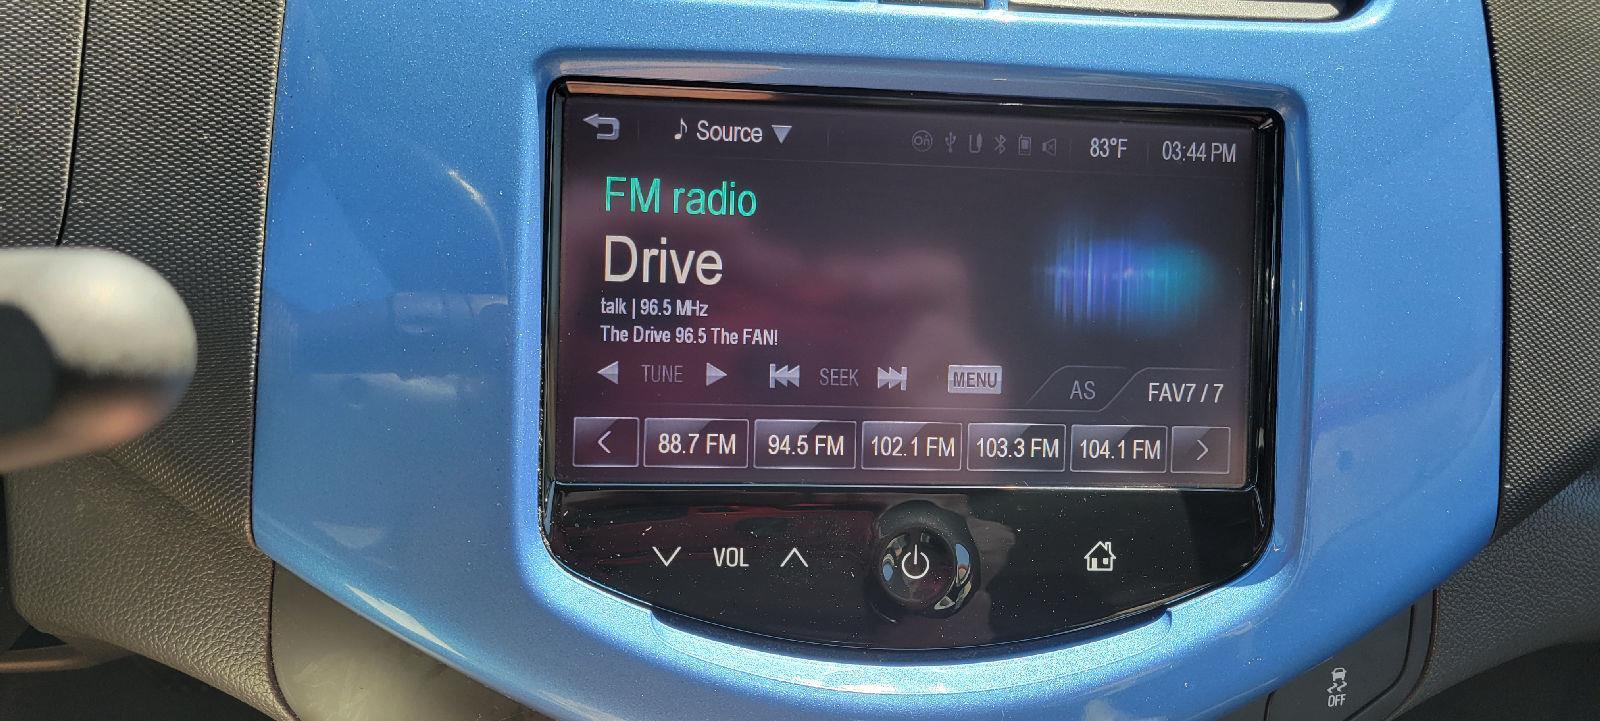 Source 83°F 03:44 PM
FM radio
Drive
talk | 96.5 MHz
The Drive 96.5 The FAN!
TUNE SEEK MENU AS FAV7 / 7
88.7 FM 94.5 FM 102.1 FM 103.3 FM 104.1 FM
VOL
OFF